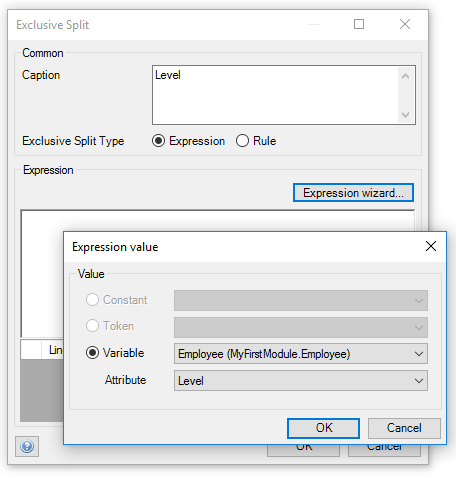 Exclusive Split
Common
Caption
Level
Exclusive Split Type
Expression
Rule
Expression
Expression wizard...
Expression value
Value
Constant
Token
Variable
Employee (MyFirstModule.Employee)
Attribute
Level
OK
Cancel
Lin
OK
Cancel